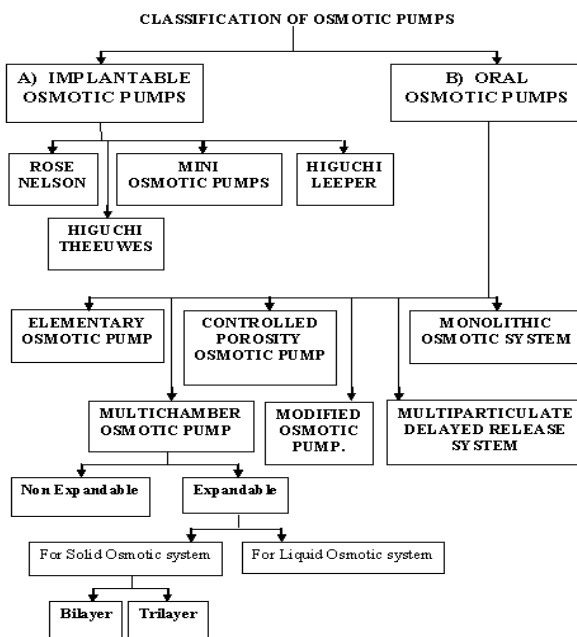 CLASSIFICATION OF OSMOTIC PUMPS
A) IMPLANTABLE
OSMOTIC PUMPS
B) ORAL
OSMOTIC PUMPS
ROSE
NELSON
MINI
OSMOTIC PUMPS
HIGUCHI
LEEPER
HIGUCHI
THEEUWES
ELEMENTARY
OSMOTIC PUMP
CONTROLLED
POROSITY
OSMOTIC PUMP
MONOLITHIC
OSMOTIC SYSTEM
MULTICHAMBER
OSMOTIC PUMP
MODIFIED
OSMOTIC
PUMP.
MULTIPARTICULATE
DELAYED RELEASE
SYSTEM
Non Expandable
Expandable
For Solid Osmotic system
For Liquid Osmotic system
Bilayer
Trilayer